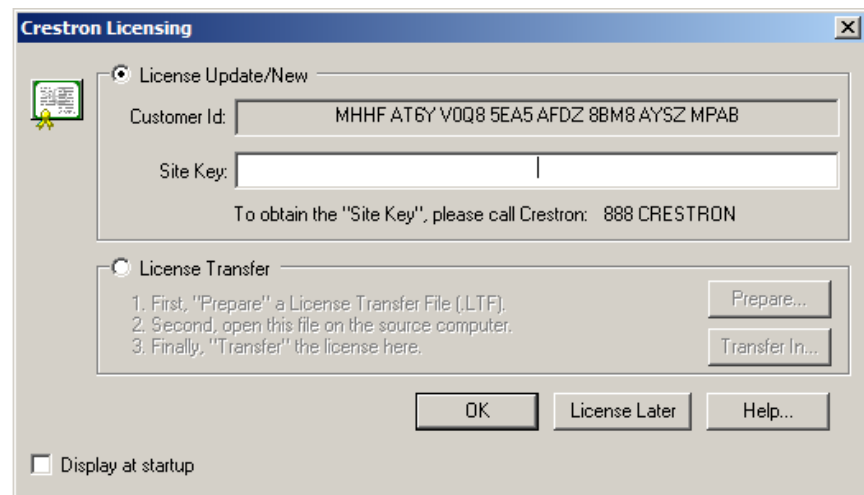 Crestron Licensing
License Update/New
Customer Id: MHHF AT6Y V0Q8 5EA5 AFDZ 8BM8 AYSZ MPAB
Site Key:
To obtain the "Site Key", please call Crestron: 888 CRESTRON
License Transfer
1. First, "Prepare" a License Transfer File (.LTF).
2. Second, open this file on the source computer.
3. Finally, "Transfer" the license here.
Prepare...
Transfer In...
OK License Later Help...
Display at startup